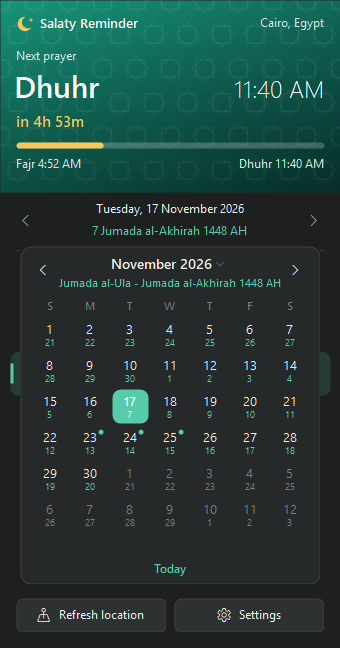 Salaty Reminder
Cairo, Egypt
Next prayer
Dhuhr 11:40 AM
in 4h 53m
Fajr 4:52 AM Dhuhr 11:40 AM
Tuesday, 17 November 2026
7 Jumada al-Akhirah 1448 AH
November 2026
Jumada al-Ula - Jumada al-Akhirah 1448 AH
S M T W T F S
1 2 3 4 5 6 7
21 22 23 24 25 26 27
8 9 10 11 12 13 14
28 29 30 1 2 3 4
15 16 17 18 19 20 21
5 6 7 8 9 10 11
22 23 24 25 26 27 28
12 13 14 15 16 17 18
29 30 1 2 3 4 5
19 20 21 22 23 24 25
6 7 8 9 10 11 12
26 27 28 29 1 2 3
Today
Refresh location
Settings